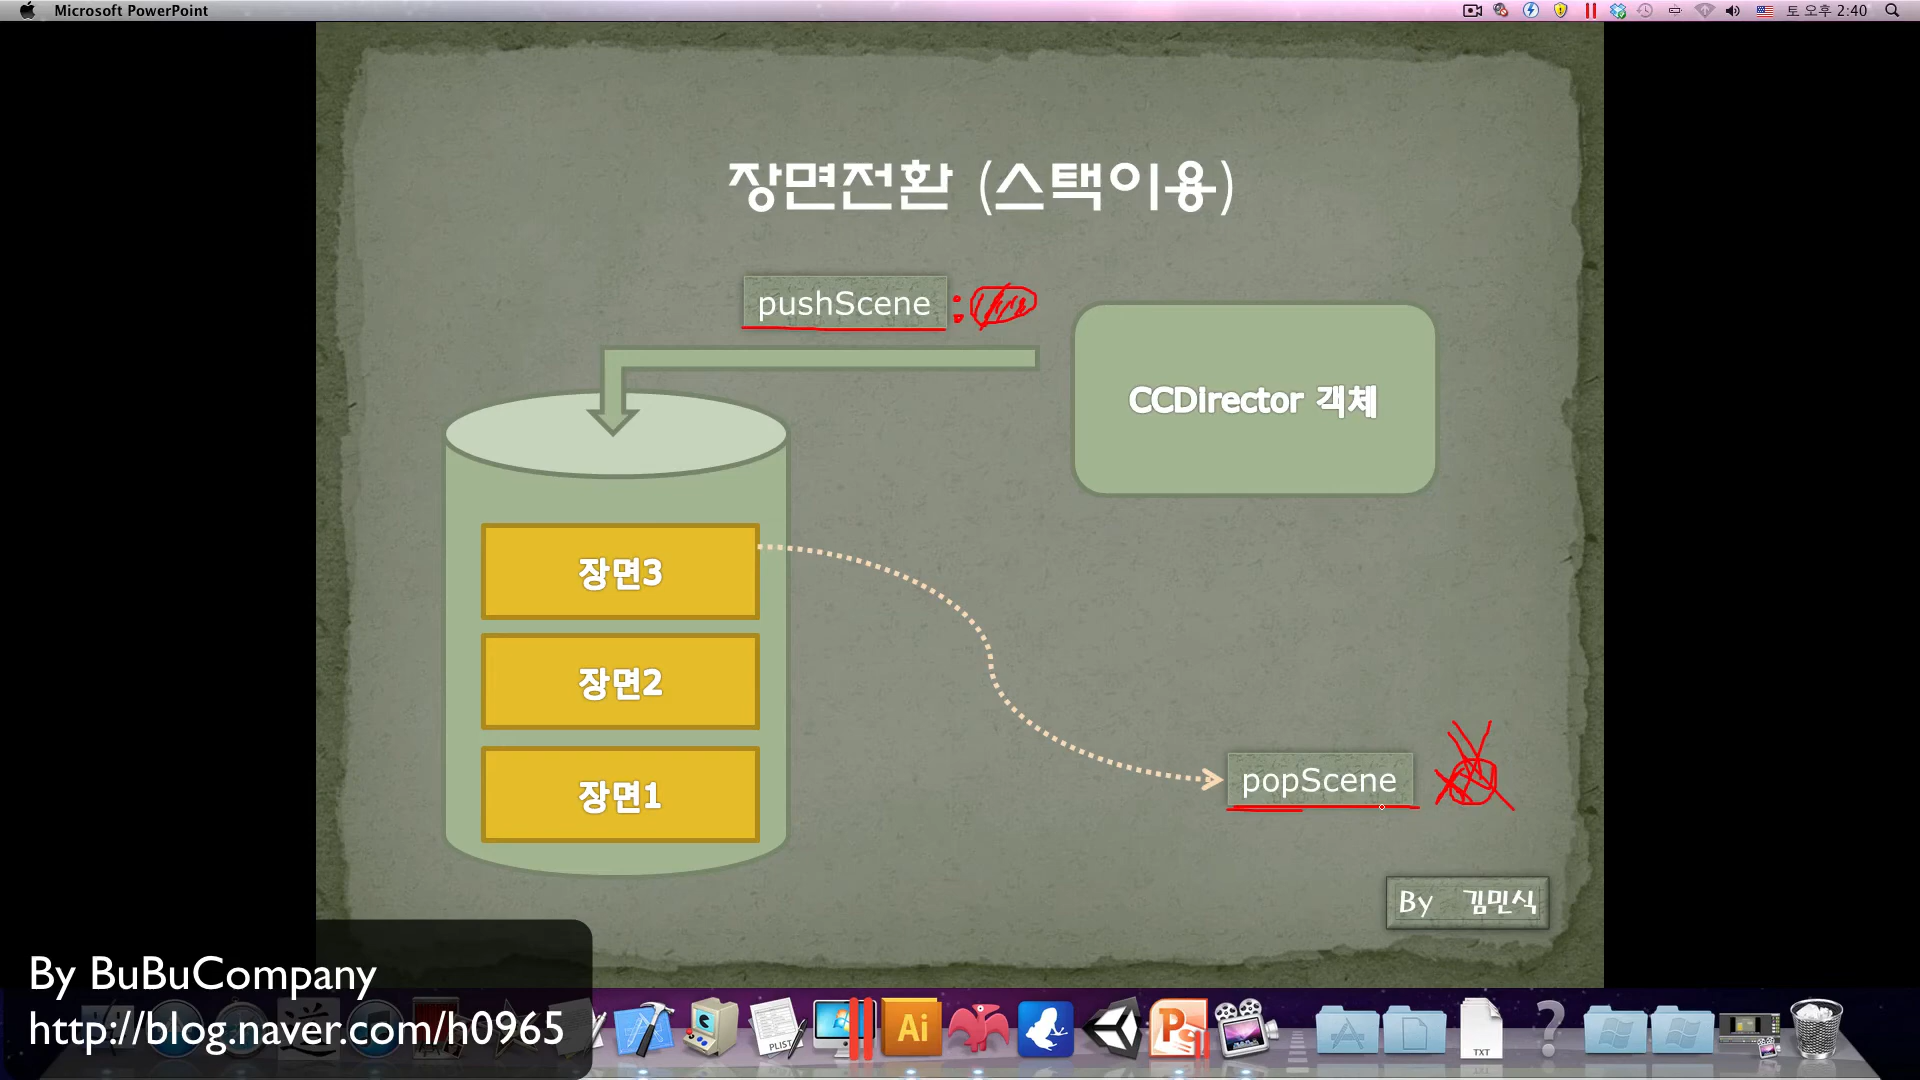 Microsoft PowerPoint
토 오후 2:40
장면전환 (스택이용)
pushScene
:
CCDirector 객체
장면3
장면2
장면1
popScene
By 김민식
By BuBuCompany
http://blog.naver.com/h0965
PLIST
Ai
TXT
?